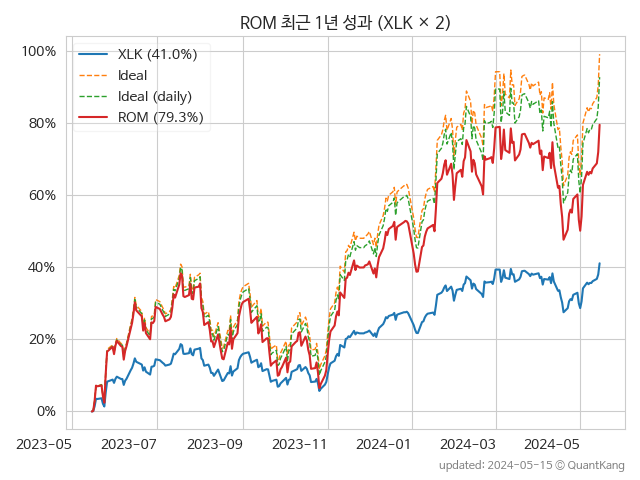 ROM 최근 1년 성과 (XLK × 2)
XLK (41.0%)
Ideal
Ideal (daily)
ROM (79.3%)
100%
80%
60%
40%
20%
0%
2023-05 2023-07 2023-09 2023-11 2024-01 2024-03 2024-05
updated: 2024-05-15 © QuantKang